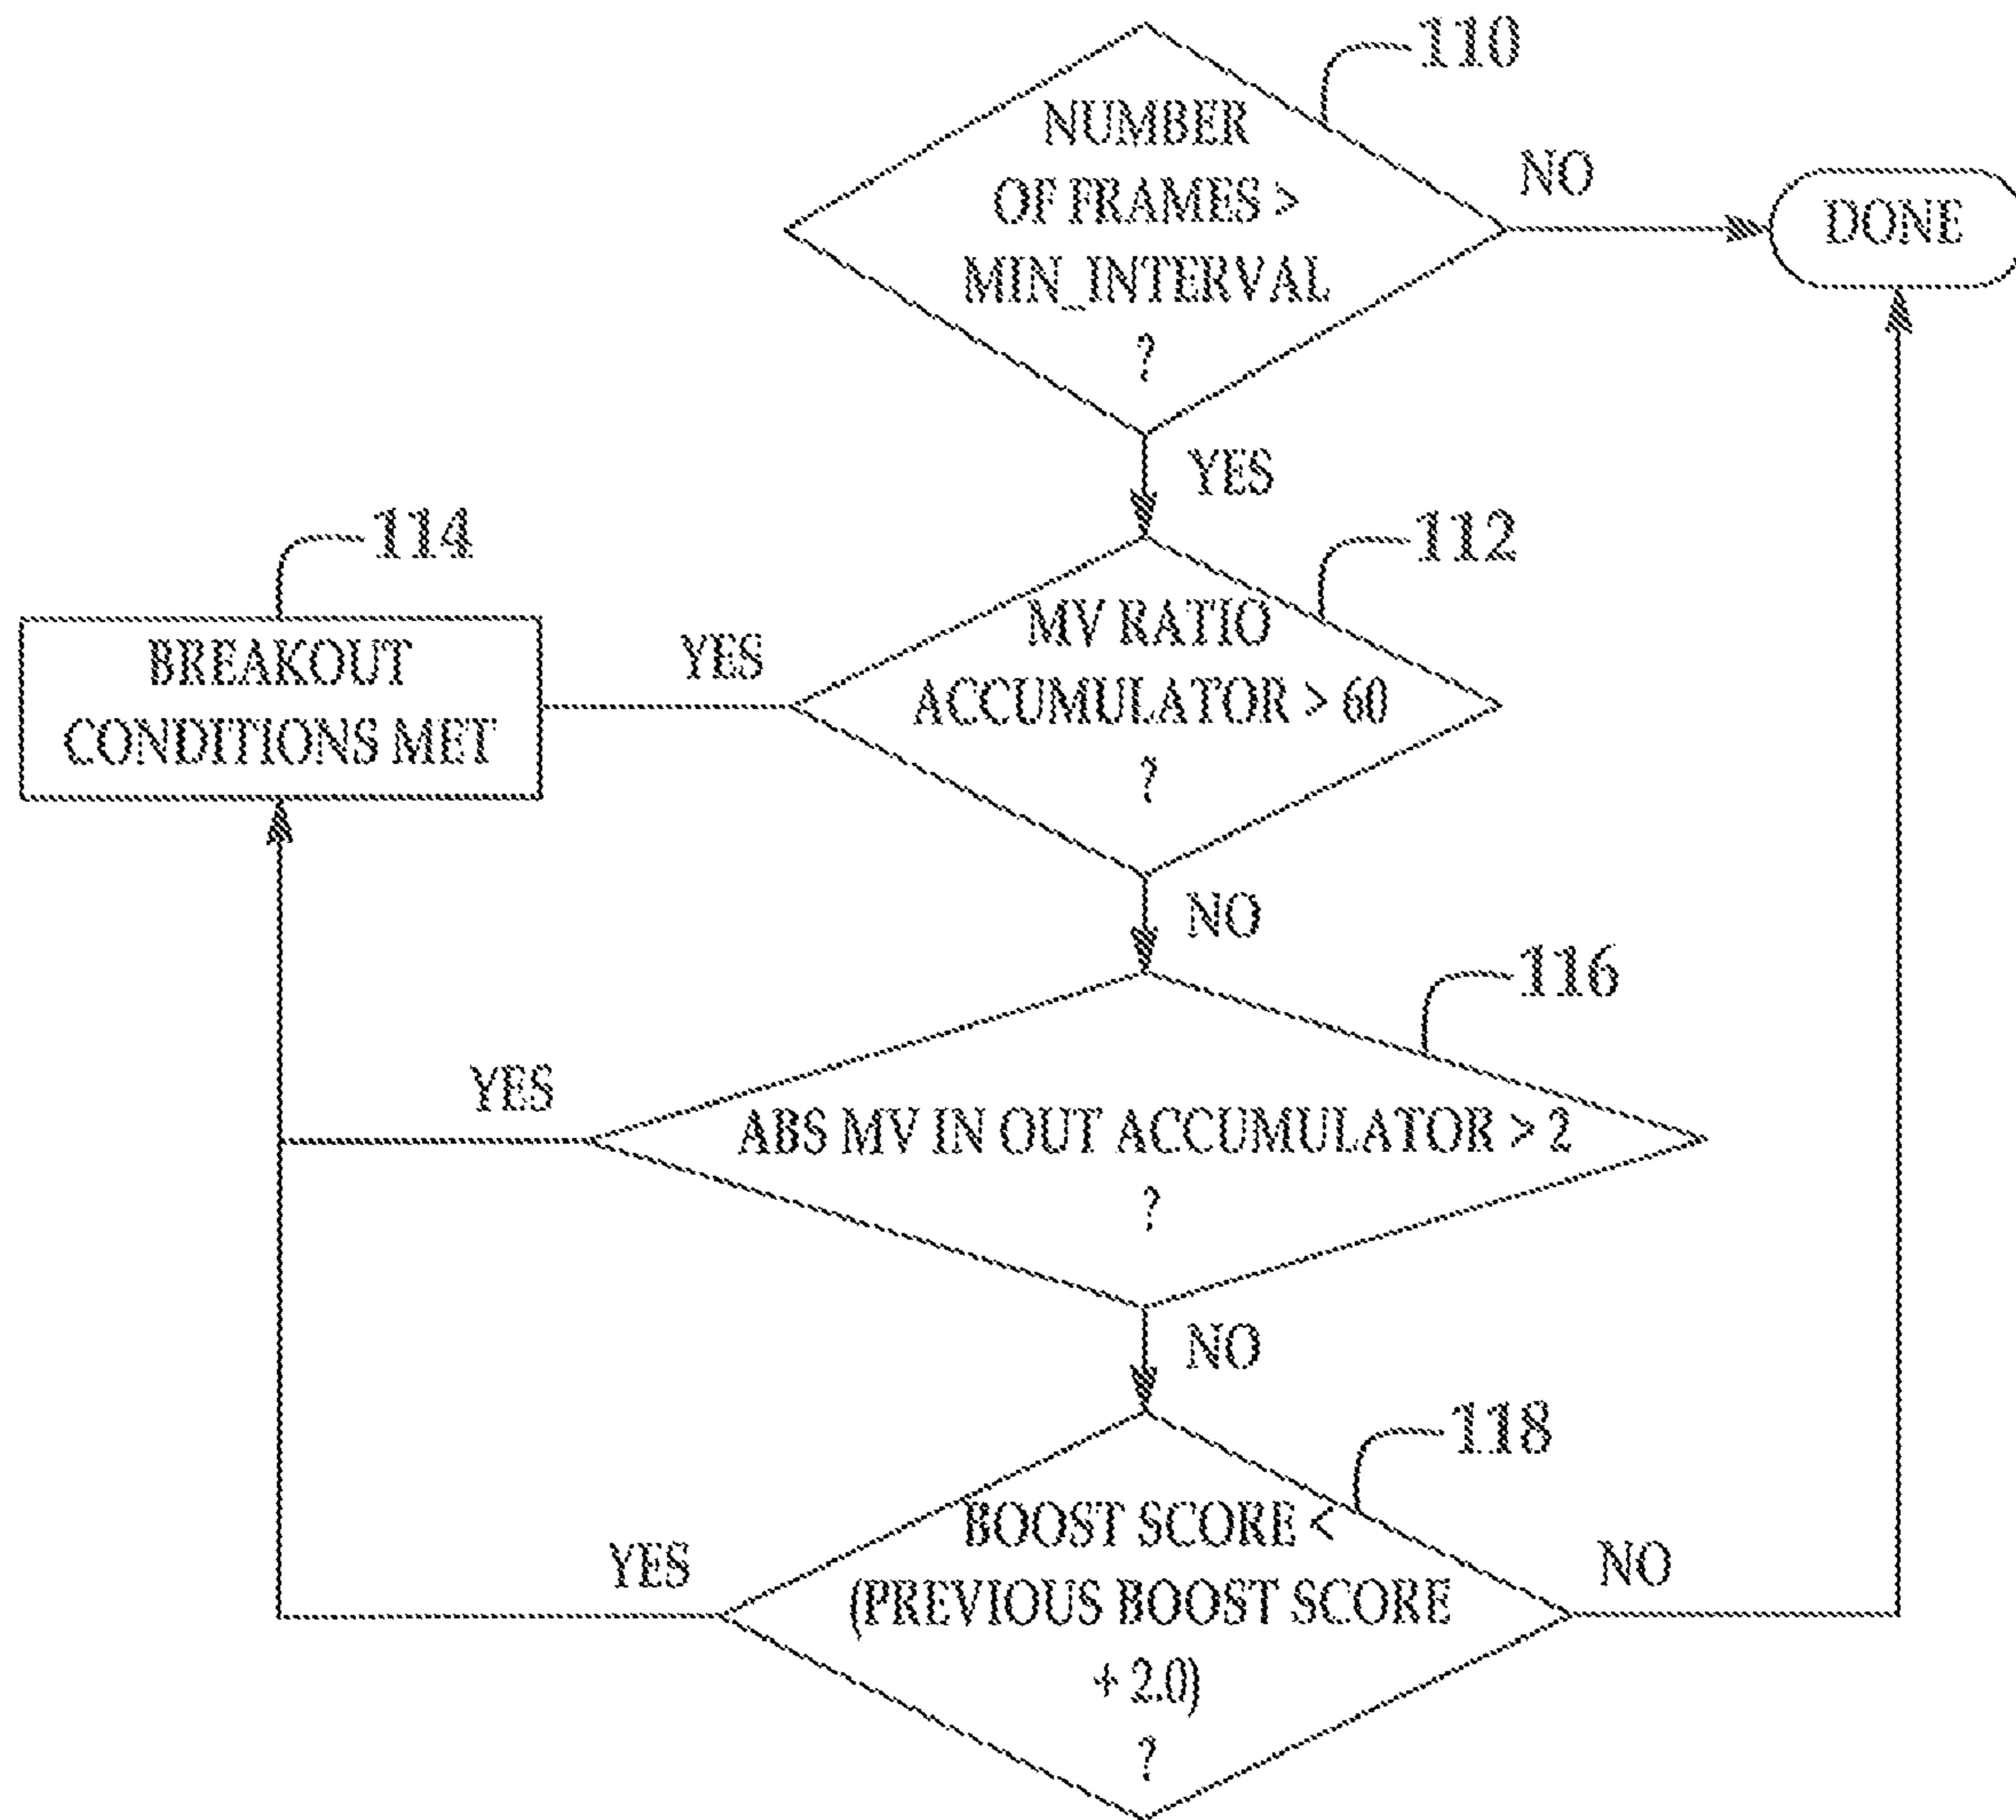 110
NUMBER
OF FRAMES >
MIN_INTERVAL
?
NO
DONE
YES
114
112
BREAKOUT
CONDITIONS MET
YES
MV RATIO
ACCUMULATOR > 60
?
NO
116
YES
ABS MV IN OUT ACCUMULATOR > 2
?
NO
118
BOOST SCORE <
(PREVIOUS BOOST SCORE
+ 2.0)
?
YES
NO